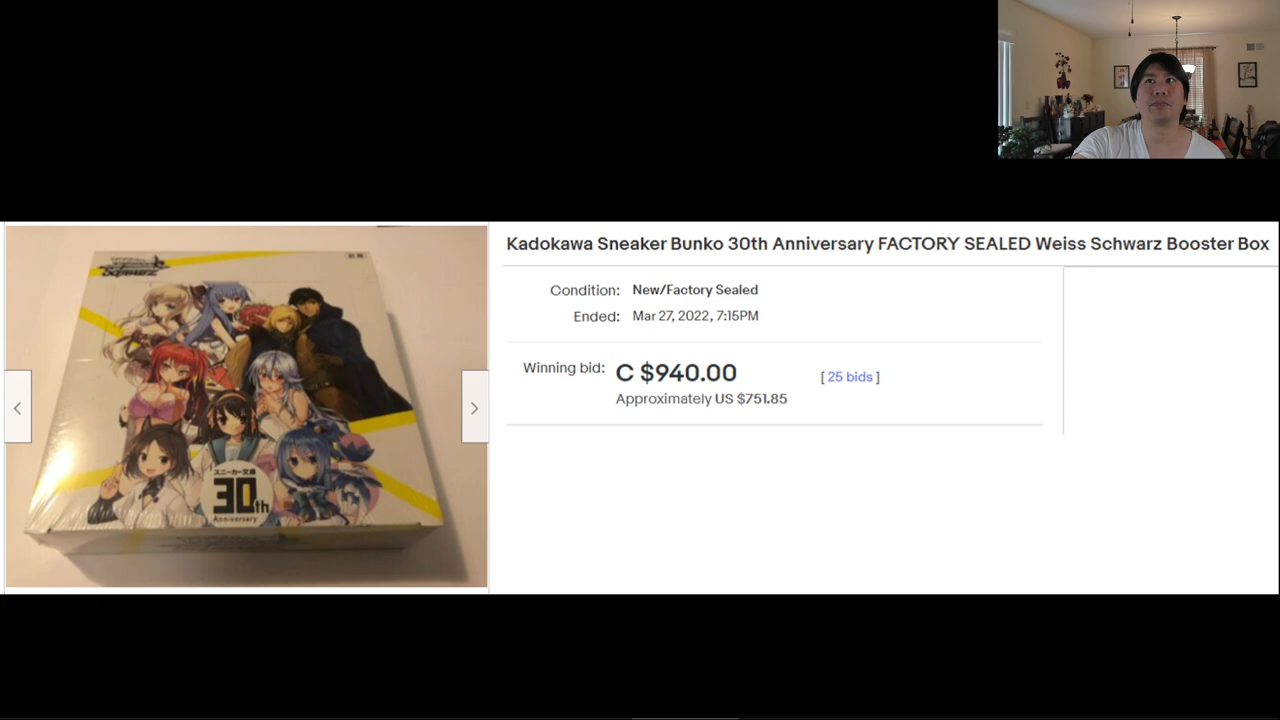 Kadokawa Sneaker Bunko 30th Anniversary FACTORY SEALED Weiss Schwarz Booster Box
Condition: New/Factory Sealed
Ended: Mar 27, 2022, 7:15PM
Winning bid: C $940.00 [ 25 bids ]
Approximately US $751.85
Schwarz
スニーカー文庫
30th
Anniversary